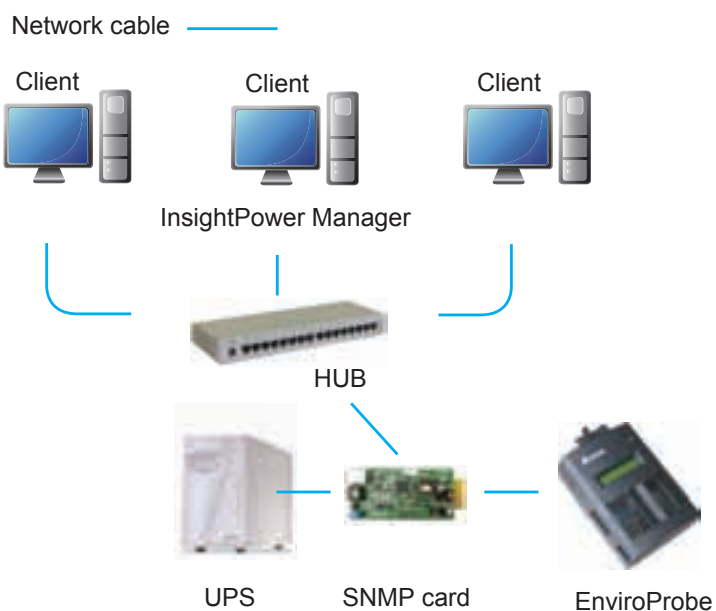 Network cable
Client
Client
Client
InsightPower Manager
HUB
UPS
SNMP card
EnviroProbe